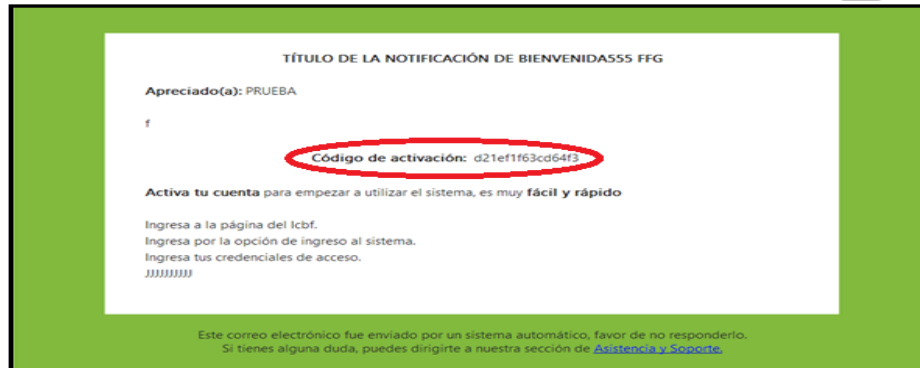 TÍTULO DE LA NOTIFICACIÓN DE BIENVENIDA555 FFG
Apreciado(a): PRUEBA
f
Código de activación: d21ef1f63cd64f3
Activa tu cuenta para empezar a utilizar el sistema, es muy fácil y rápido
Ingresa a la página del Icbf.
Ingresa por la opción de ingreso al sistema.
Ingresa tus credenciales de acceso.
JJJJJJJJJJ
Este correo electrónico fue enviado por un sistema automático, favor de no responderlo.
Si tienes alguna duda, puedes dirigirte a nuestra sección de Asistencia y Soporte.